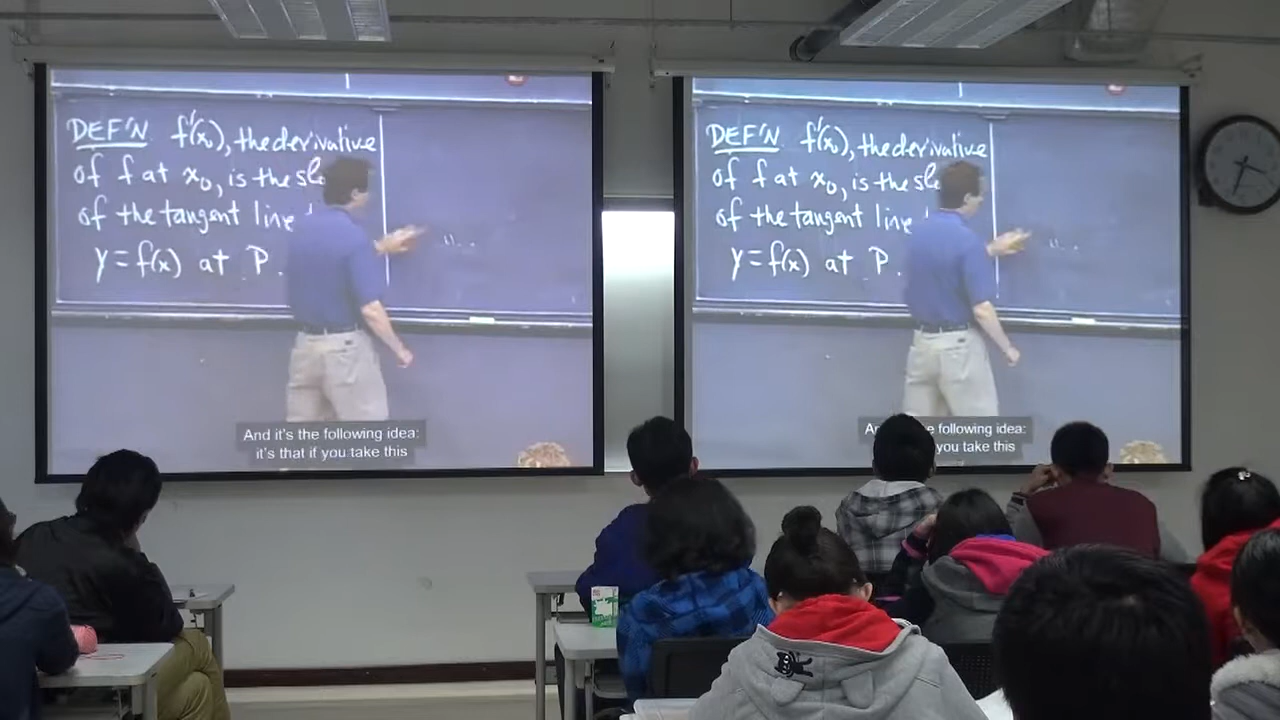 DEF'N f'(x₀), the derivative
of f at x₀, is the
of the tangent line
y=f(x) at P.
And it's the following idea:
it's that if you take this
DEF'N f'(x₀), the derivative
of f at x₀, is the
of the tangent line
y=f(x) at P.
following idea:
you take this